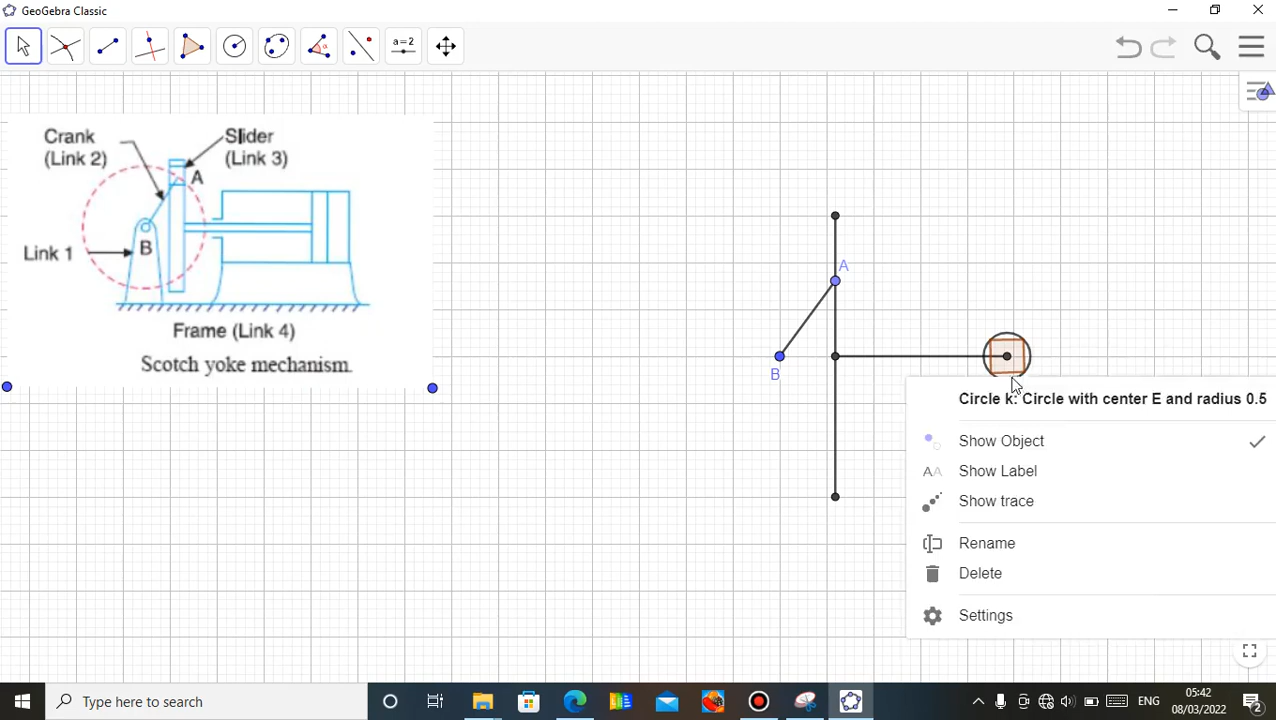 GeoGebra Classic
a=2
Crank
(Link 2)
Slider
(Link 3)
A
B
Link 1
Frame (Link 4)
Scotch yoke mechanism.
A
B
Circle k: Circle with center E and radius 0.5
Show Object
AA Show Label
Show trace
Rename
Delete
Settings
Type here to search
ENG
05:42
08/03/2022
2